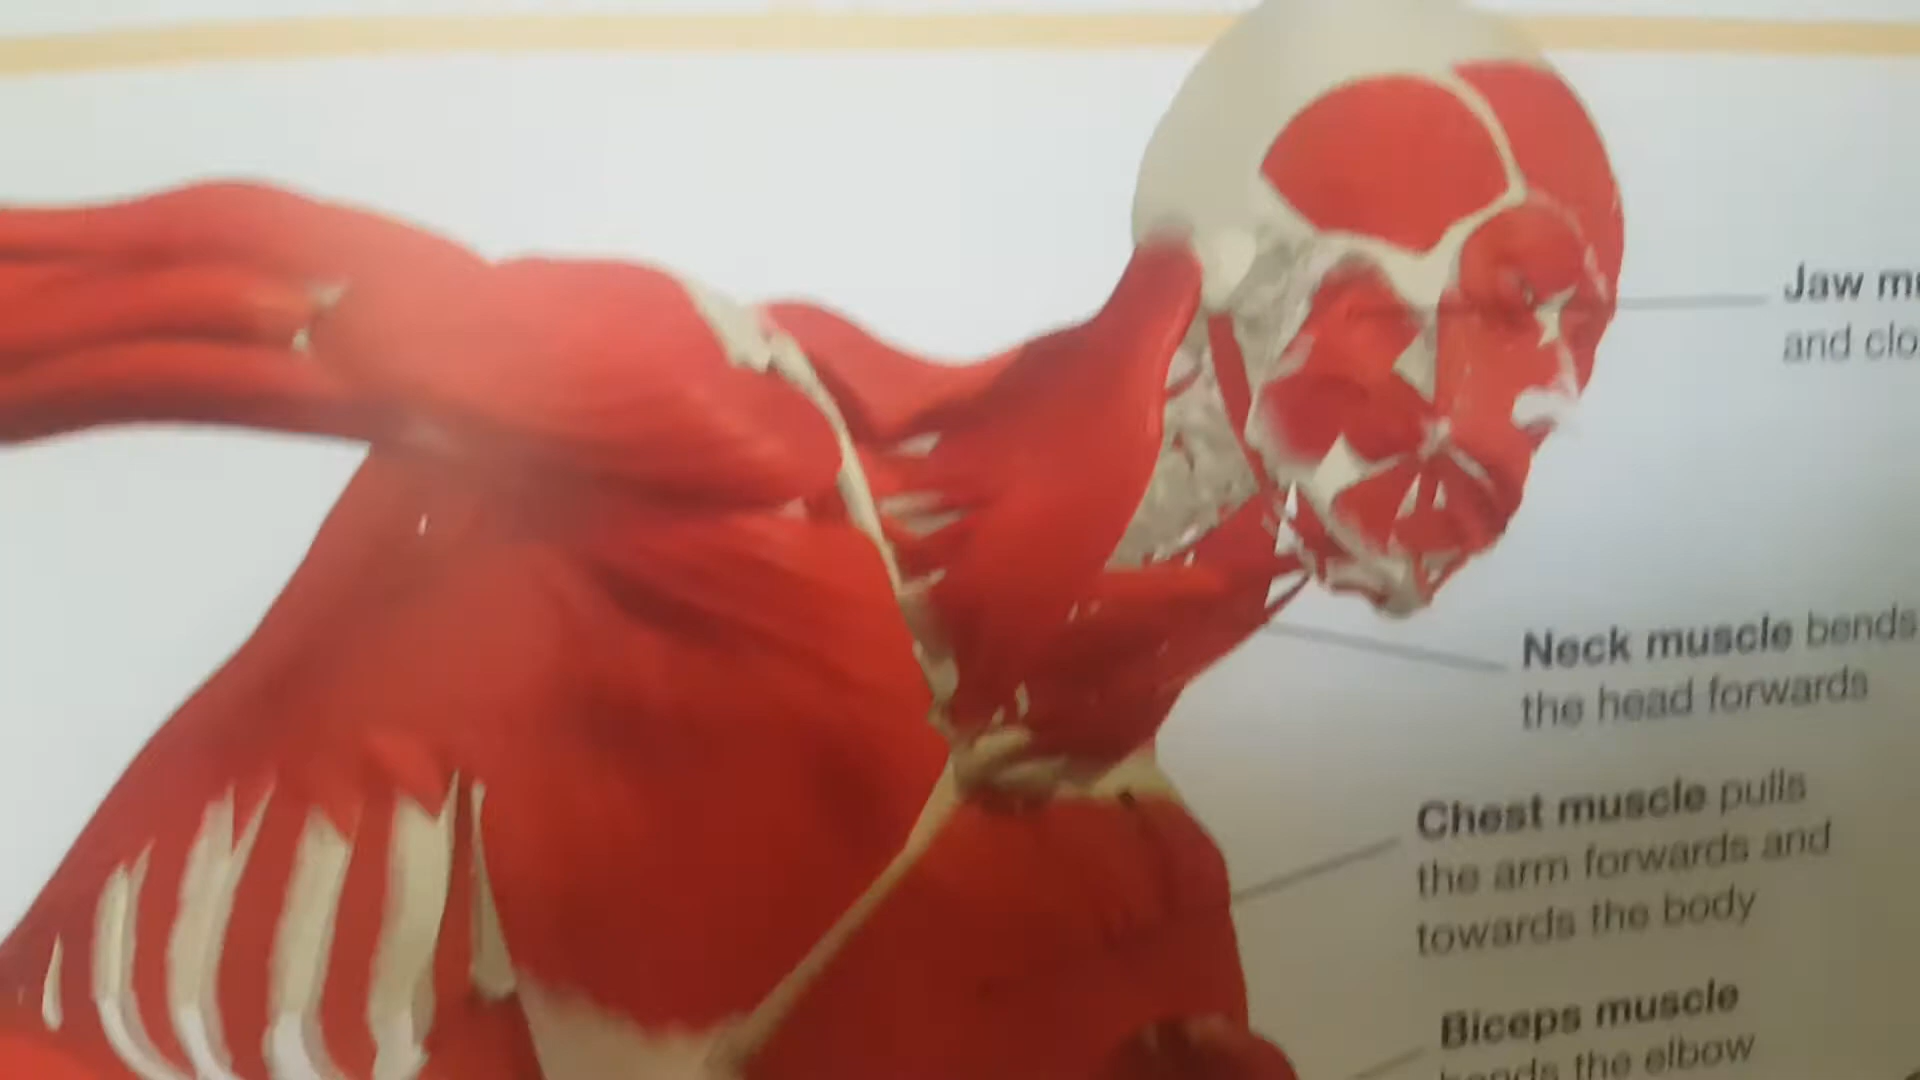 Jaw
and
Neck muscle bends
the head forwards
Chest muscle pulls
the arm forwards and
towards the body
Biceps muscle
bends the elbow